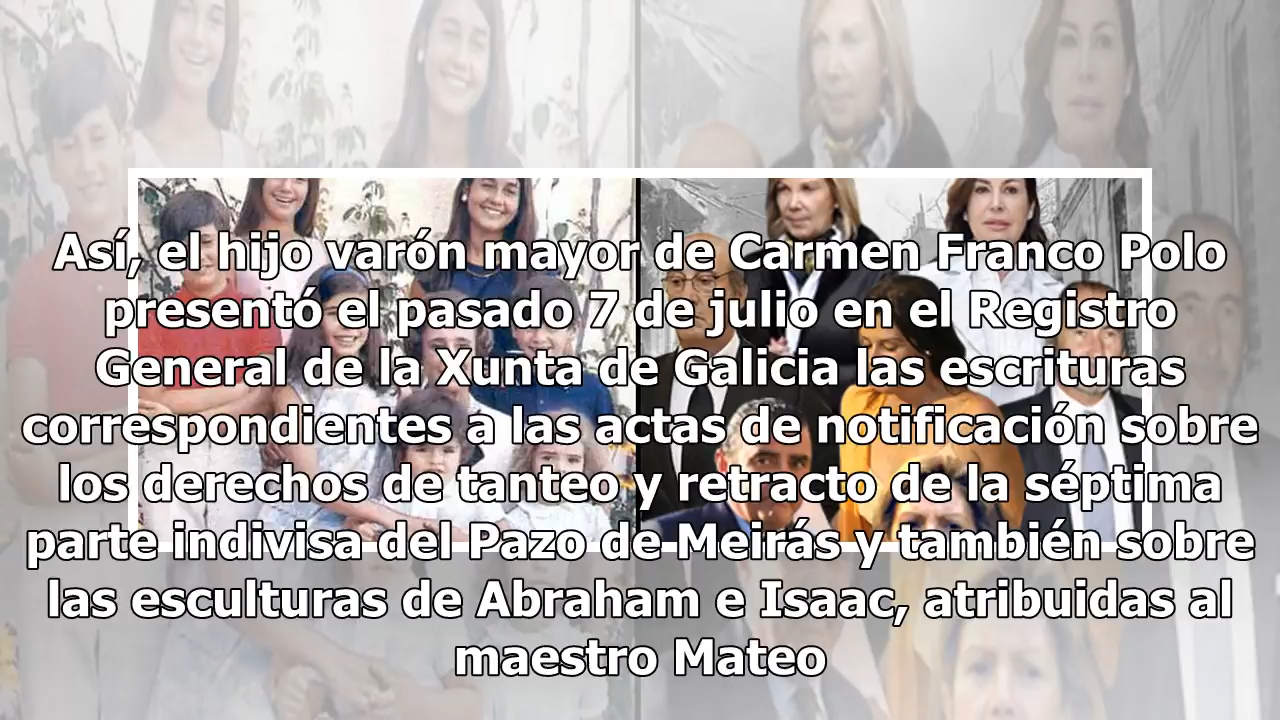 Así, el hijo varón mayor de Carmen Franco Polo
presentó el pasado 7 de julio en el Registro
General de la Xunta de Galicia las escrituras
correspondientes a las actas de notificación sobre
los derechos de tanteo y retracto de la séptima
parte indivisa del Pazo de Meirás y también sobre
las esculturas de Abraham e Isaac, atribuidas al
maestro Mateo